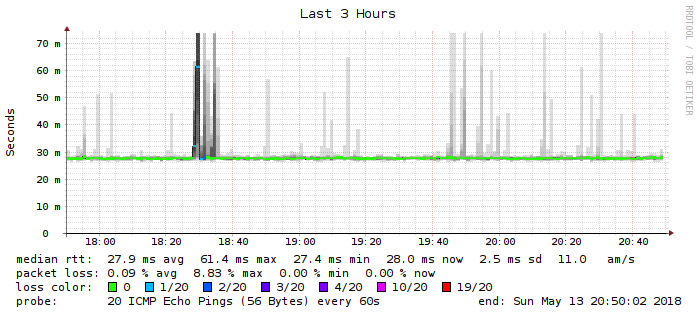 Last 3 Hours
RRDTOOL / TOBI OETIKER
Seconds
70 m
60 m
50 m
40 m
30 m
20 m
10 m
0
18:00 18:20 18:40 19:00 19:20 19:40 20:00 20:20 20:40
median rtt: 27.9 ms avg 61.4 ms max 27.4 ms min 28.0 ms now 2.5 ms sd 11.0 am/s
packet loss: 0.09 % avg 8.83 % max 0.00 % min 0.00 % now
loss color: 0 1/20 2/20 3/20 4/20 10/20 19/20
probe: 20 ICMP Echo Pings (56 Bytes) every 60s end: Sun May 13 20:50:02 2018